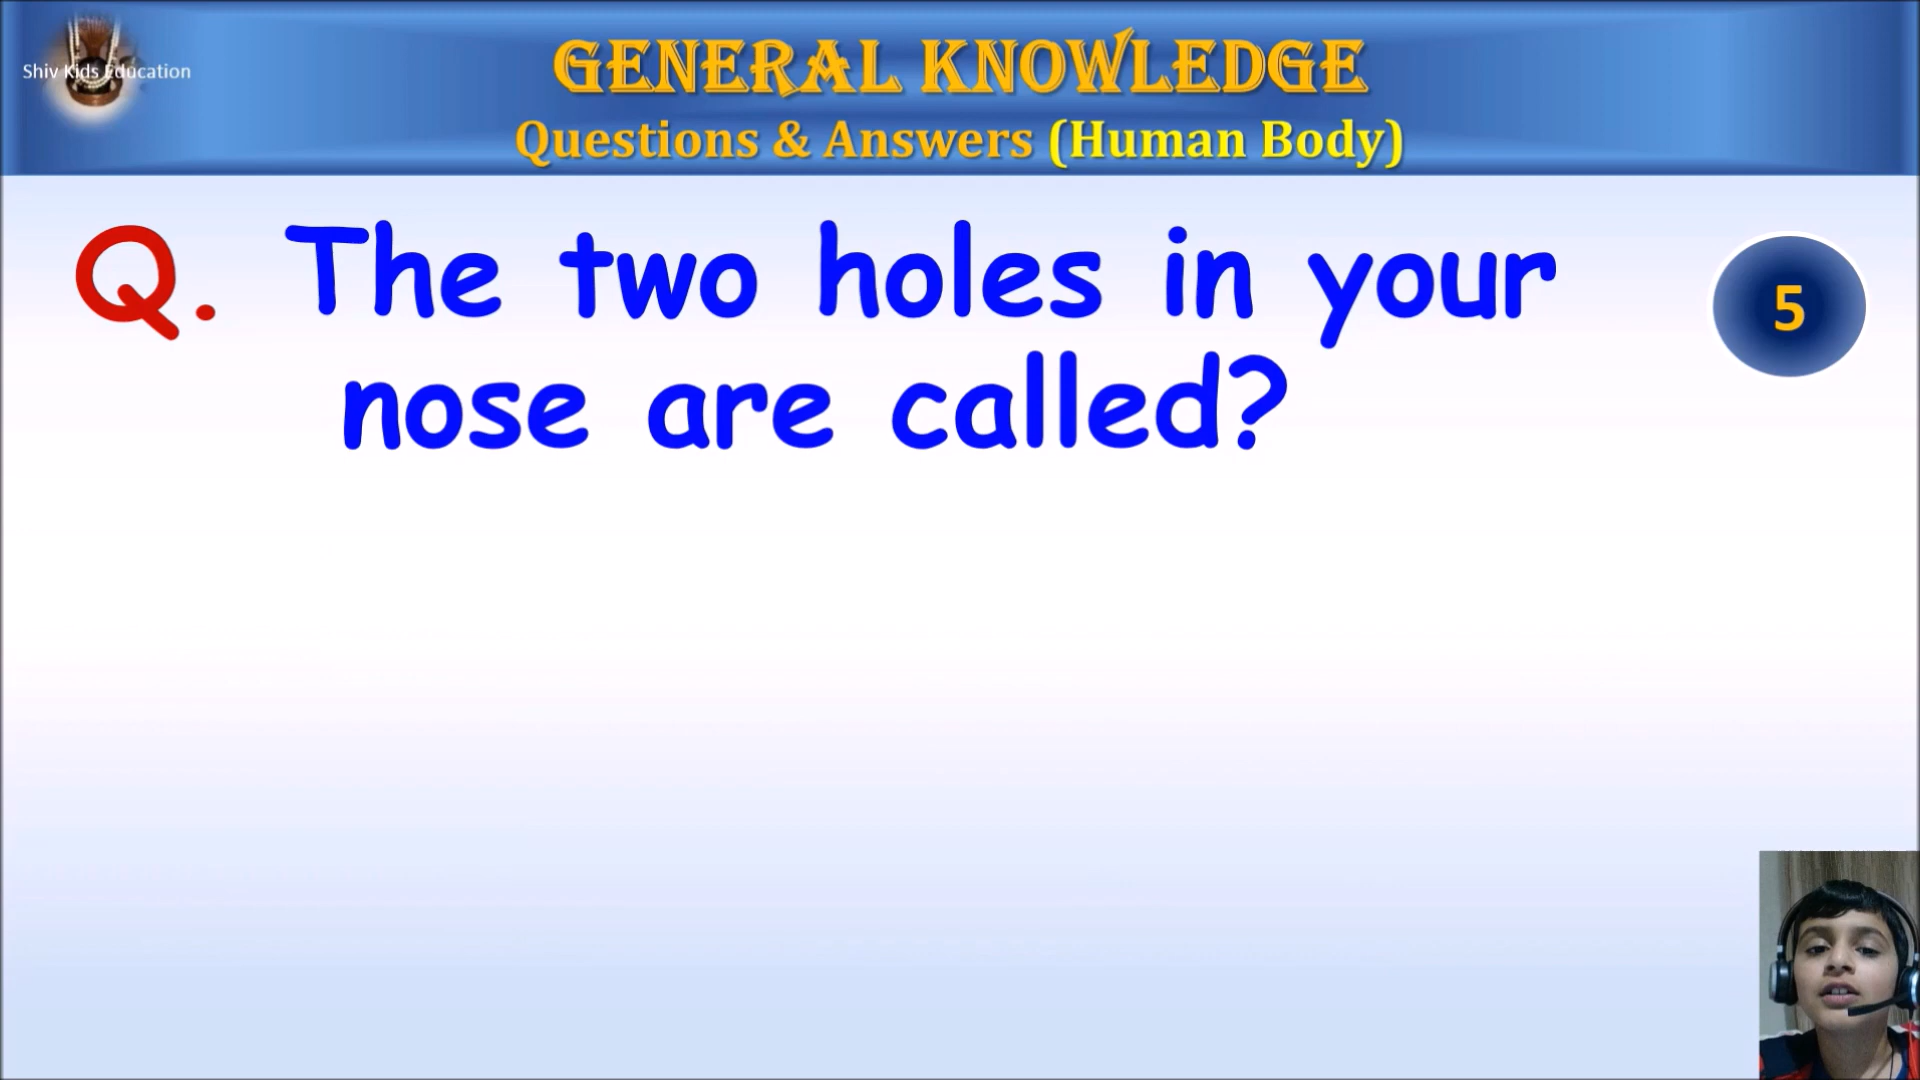 Shiv Kids Education
GENERAL KNOWLEDGE
Questions & Answers (Human Body)
Q. The two holes in your
nose are called?
5